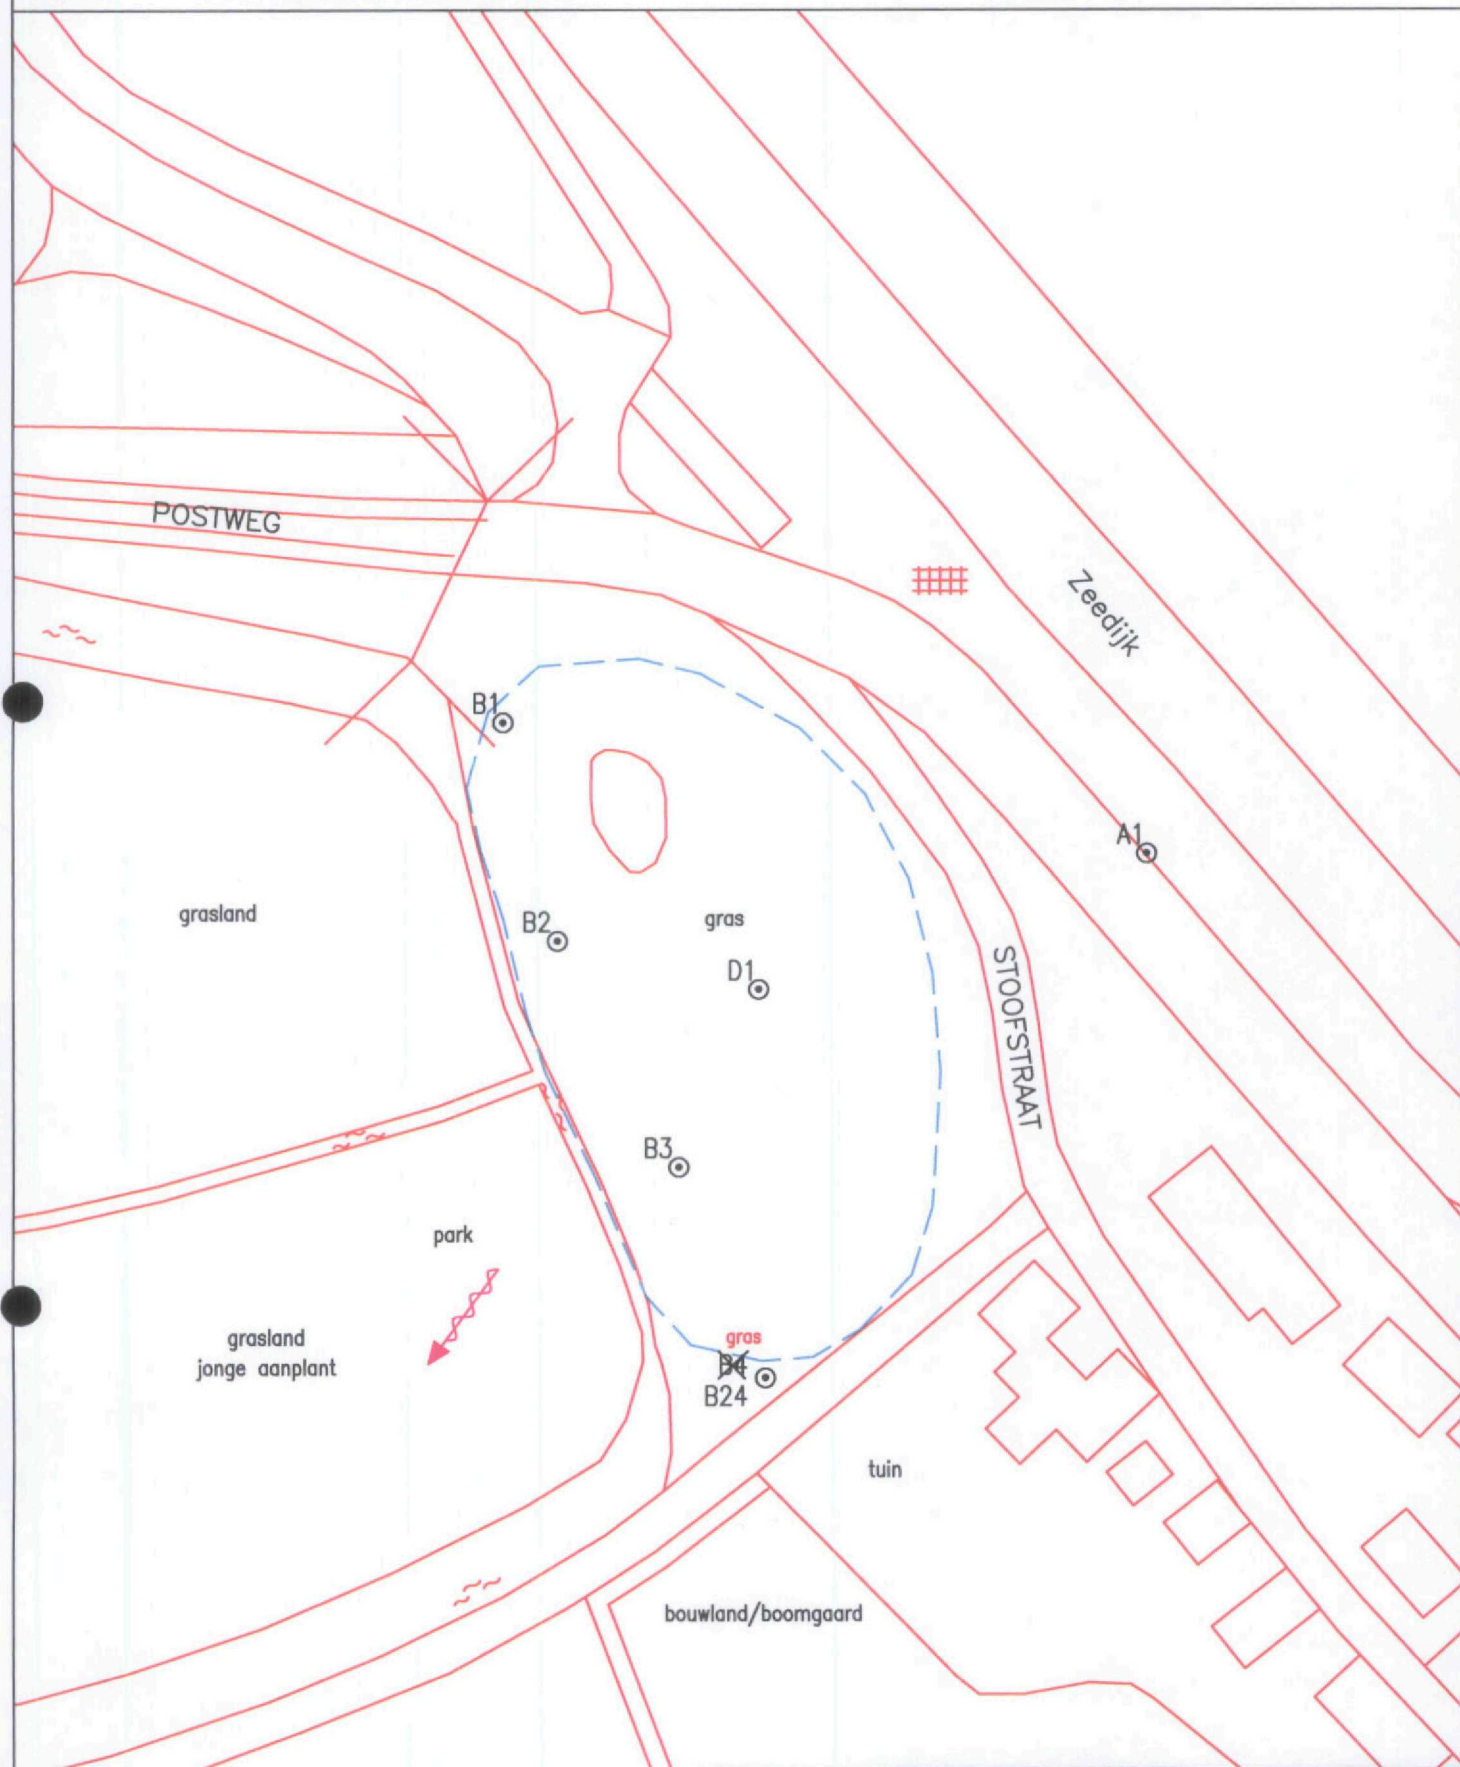 POSTWEG
Zeedijk
B1
A1
grasland
B2
gras
D1
STOOFSTRAAT
B3
park
gras
grasland
jonge aanplant
B4
B24
tuin
bouwland/boomgaard